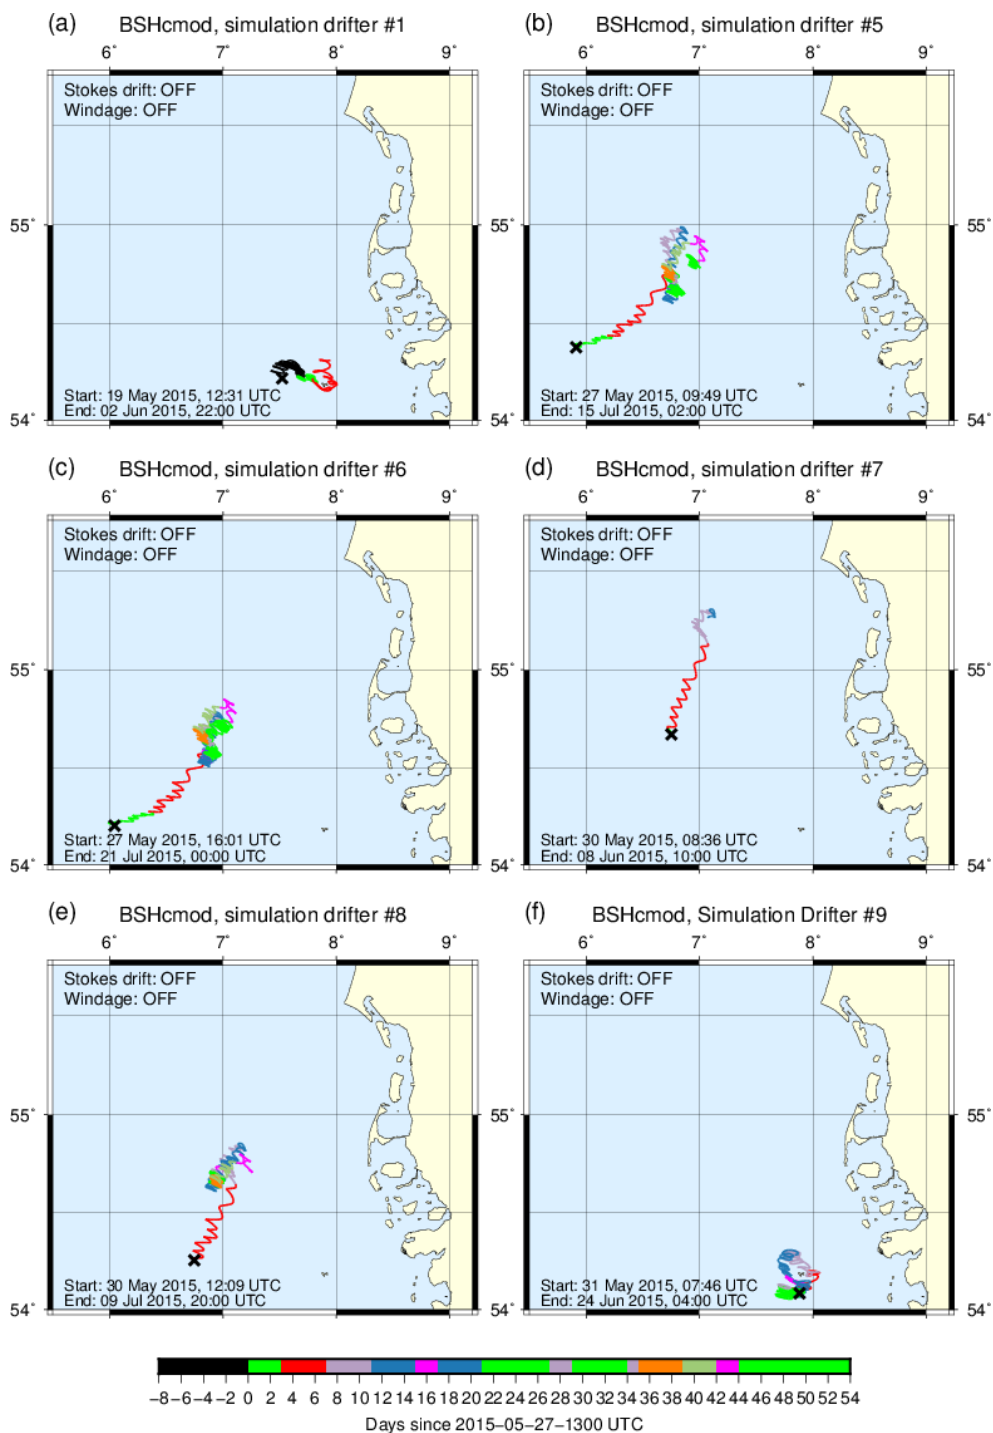 (a) BSHcmod, simulation drifter #1
6° 7° 8° 9°
Stokes drift: OFF
Windage: OFF
55°
54°
Start: 19 May 2015, 12:31 UTC
End: 02 Jun 2015, 22:00 UTC
(b) BSHcmod, simulation drifter #5
6° 7° 8° 9°
Stokes drift: OFF
Windage: OFF
55° 55°
54° 54°
Start: 27 May 2015, 09:49 UTC
End: 15 Jul 2015, 02:00 UTC
(c) BSHcmod, simulation drifter #6
6° 7° 8° 9°
Stokes drift: OFF
Windage: OFF
55°
54°
Start: 27 May 2015, 16:01 UTC
End: 21 Jul 2015, 00:00 UTC
(d) BSHcmod, simulation drifter #7
6° 7° 8° 9°
Stokes drift: OFF
Windage: OFF
55° 55°
54° 54°
Start: 30 May 2015, 08:36 UTC
End: 08 Jun 2015, 10:00 UTC
(e) BSHcmod, simulation drifter #8
6° 7° 8° 9°
Stokes drift: OFF
Windage: OFF
55°
54°
Start: 30 May 2015, 12:09 UTC
End: 09 Jul 2015, 20:00 UTC
(f) BSHcmod, Simulation Drifter #9
6° 7° 8° 9°
Stokes drift: OFF
Windage: OFF
55° 55°
54° 54°
Start: 31 May 2015, 07:46 UTC
End: 24 Jun 2015, 04:00 UTC
−8 −6 −4 −2 0 2 4 6 8 10 12 14 16 18 20 22 24 26 28 30 32 34 36 38 40 42 44 46 48 50 52 54
Days since 2015−05−27−1300 UTC